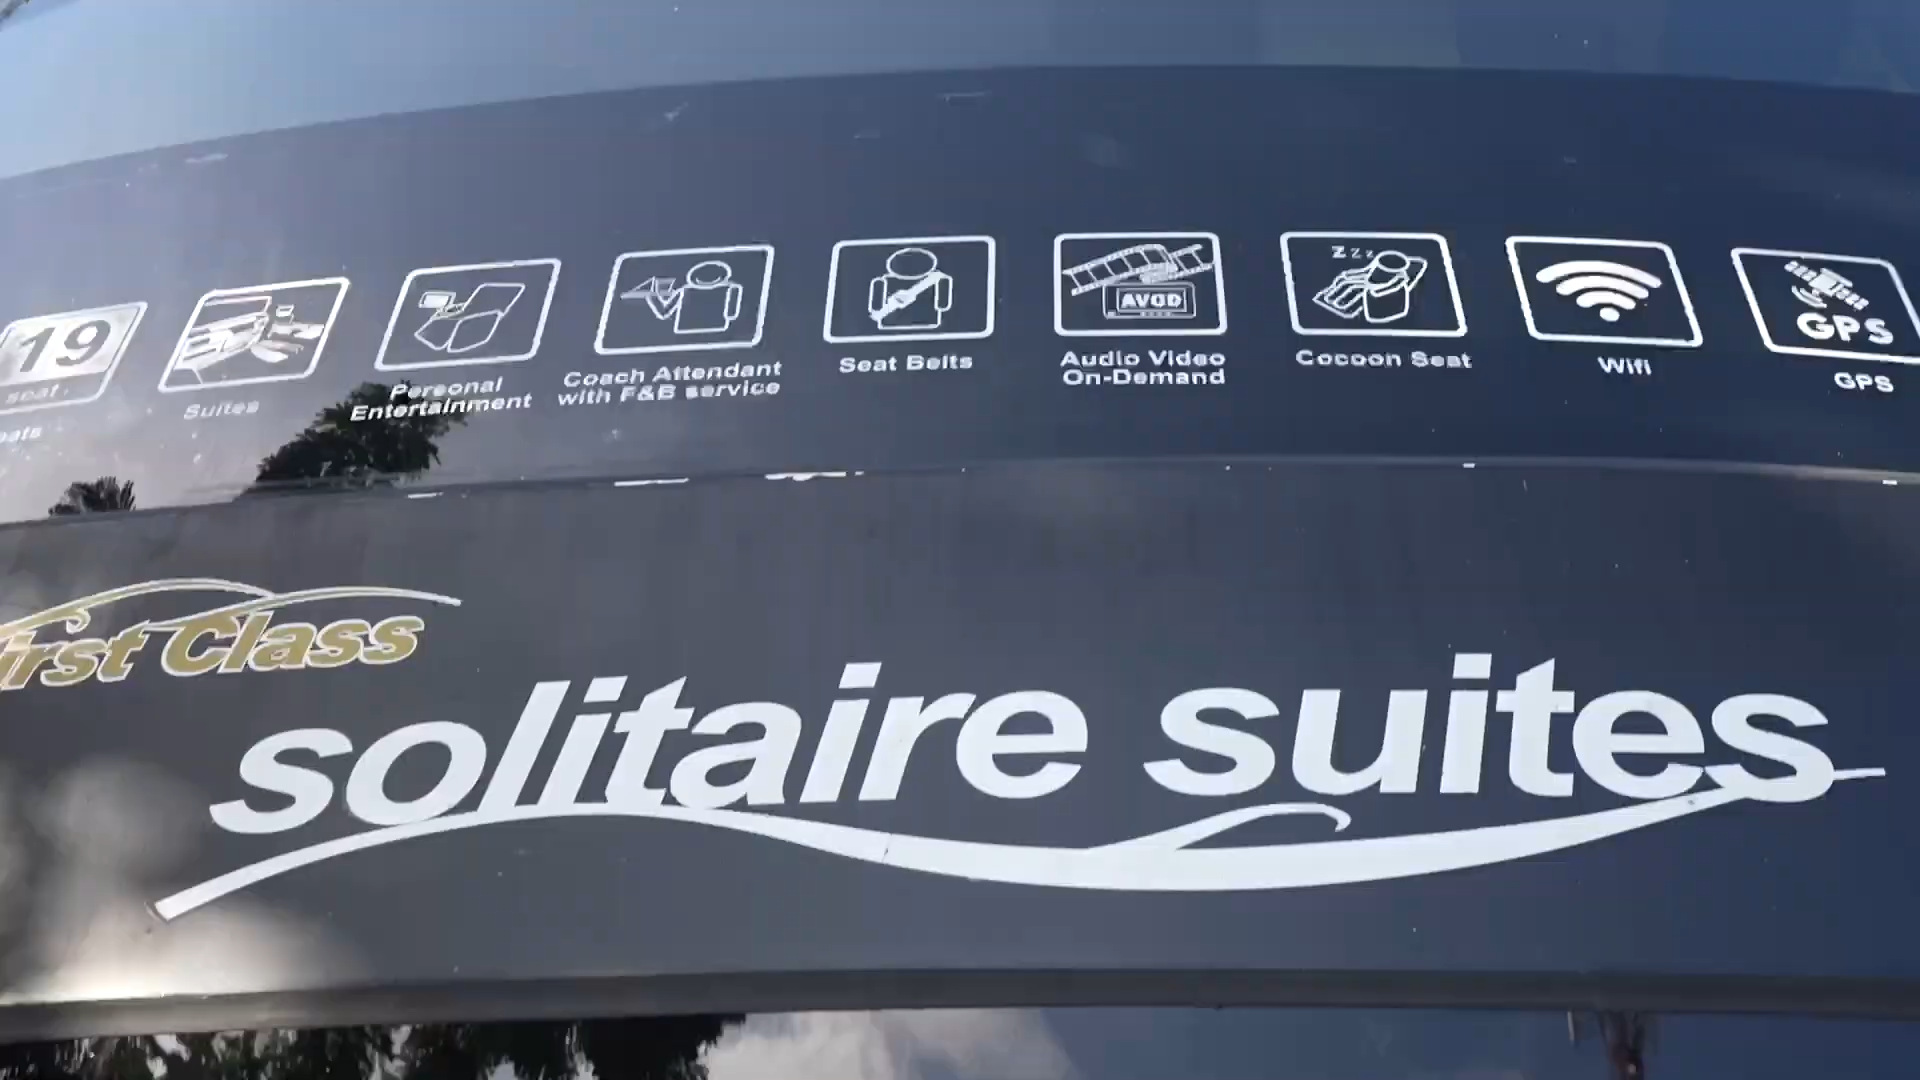 19
seat
Suites
Personal
Entertainment
Coach Attendant
with F&B service
Seat Belts
AVOD
Audio Video
On-Demand
Z z z
Cocoon Seat
Wifi
GPS
GPS
Class
solitaire suites